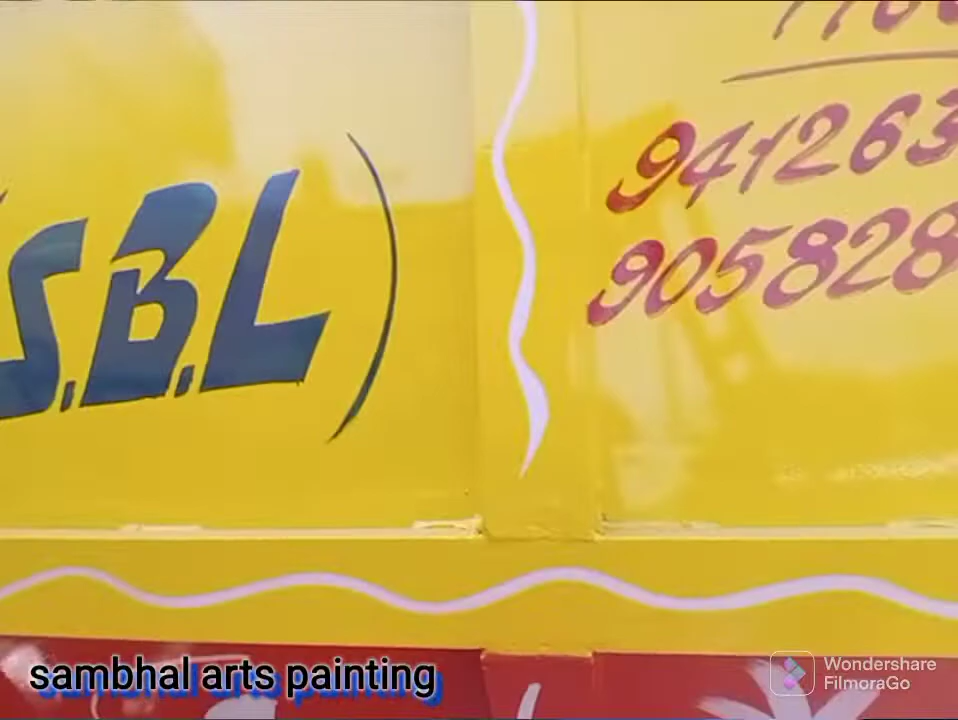 (S.B.L)
941263
905828
sambhal arts painting
Wondershare
FilmoraGo